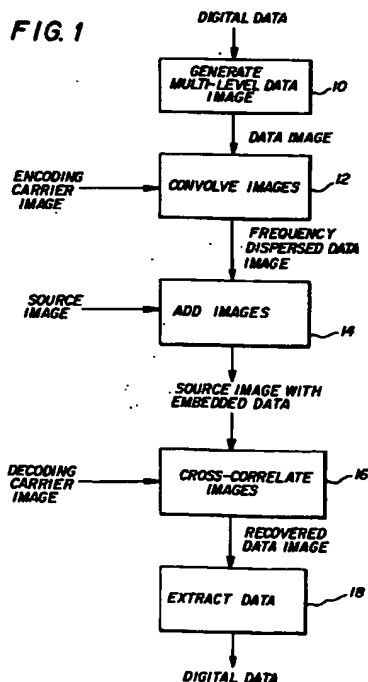 FIG. 1
DIGITAL DATA
GENERATE
MULTI-LEVEL DATA
IMAGE
10
DATA IMAGE
ENCODING
CARRIER
IMAGE
CONVOLVE IMAGES
12
FREQUENCY
DISPERSED DATA
IMAGE
SOURCE
IMAGE
ADD IMAGES
14
SOURCE IMAGE WITH
EMBEDDED DATA
DECODING
CARRIER
IMAGE
CROSS-CORRELATE
IMAGES
16
RECOVERED
DATA IMAGE
EXTRACT DATA
18
DIGITAL DATA